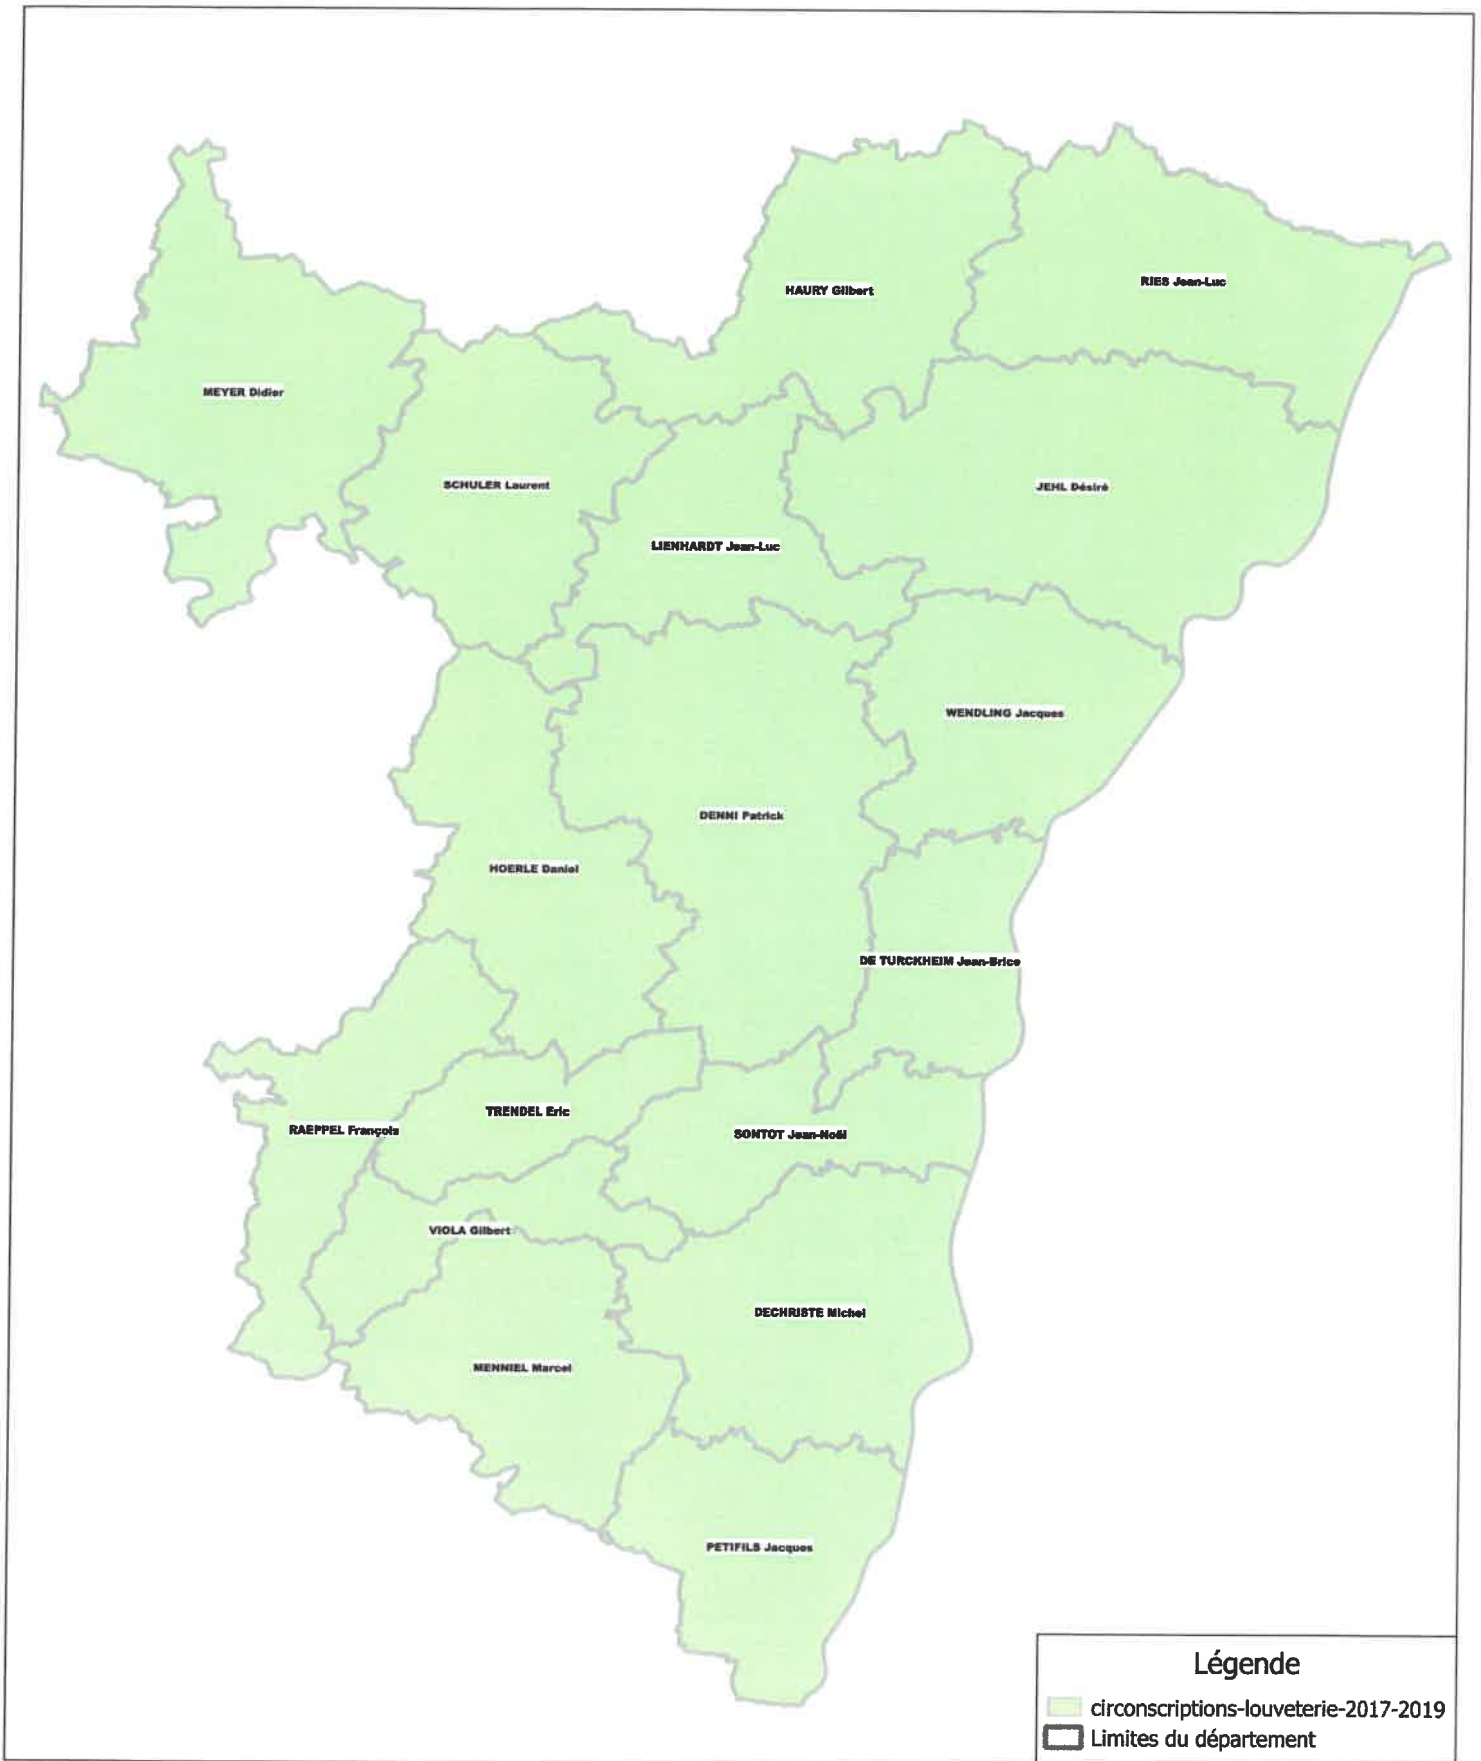 HAURY Gilbert
RIES Jean-Luc
MEYER Didier
SCHULER Laurent
JEHL Désiré
LIENHARDT Jean-Luc
WENDLING Jacques
DENNI Patrick
HOERLE Daniel
DE TURCKHEIM Jean-Brice
TRENDEL Eric
RAEPPEL François
SONTOT Jean-Noël
VIOLA Gilbert
DECHRISTE Michel
MENNIEL Marcel
PETIFILS Jacques
Légende
circonscriptions-louveterie-2017-2019
Limites du département